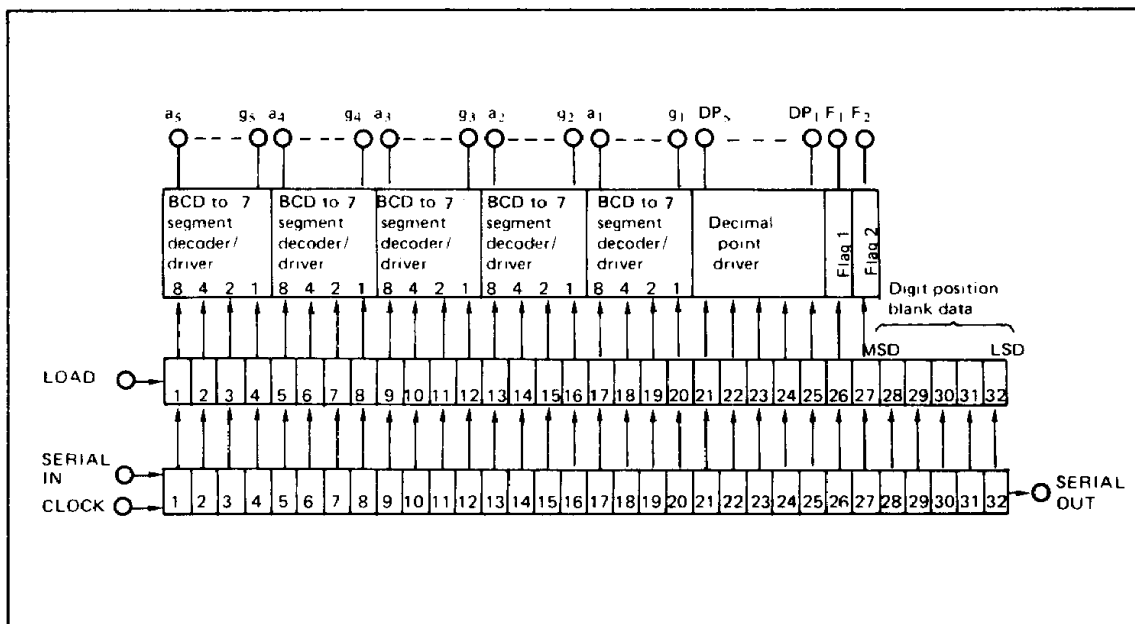 a₅ g₅ a₄ g₄ a₃ g₃ a₂ g₂ a₁ g₁ DP₅ DP₁ F₁ F₂
BCD to 7 segment decoder/ driver
8 4 2 1
BCD to 7 segment decoder/ driver
8 4 2 1
BCD to 7 segment decoder/ driver
8 4 2 1
BCD to 7 segment decoder/ driver
8 4 2 1
BCD to 7 segment decoder/ driver
8 4 2 1
Decimal point driver
Flag 1
Flag 2
Digit position
blank data
MSD LSD
LOAD
1 2 3 4 5 6 7 8 9 10 11 12 13 14 15 16 17 18 19 20 21 22 23 24 25 26 27 28 29 30 31 32
SERIAL
IN
CLOCK
1 2 3 4 5 6 7 8 9 10 11 12 13 14 15 16 17 18 19 20 21 22 23 24 25 26 27 28 29 30 31 32
SERIAL
OUT